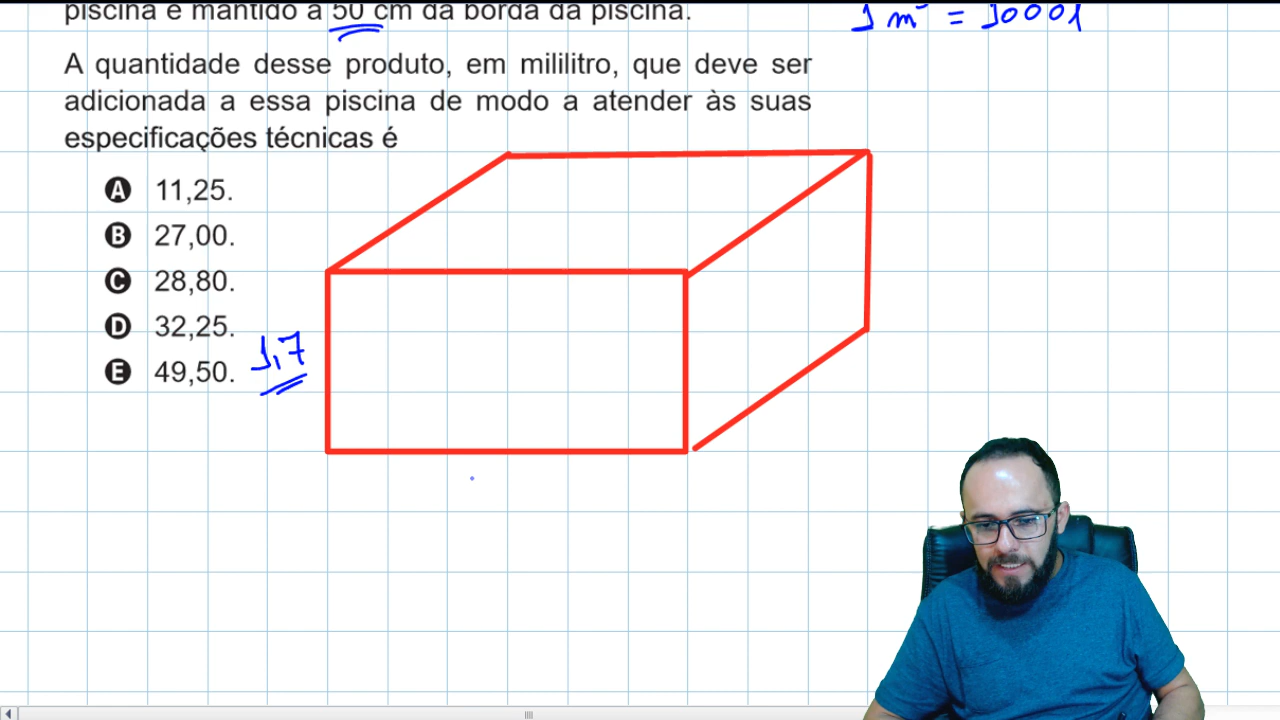 piscina é mantido a 50 cm da borda da piscina.
1 m³ = 1000l
A quantidade desse produto, em mililitro, que deve ser
adicionada a essa piscina de modo a atender às suas
especificações técnicas é
A 11,25.
B 27,00.
C 28,80.
D 32,25.
E 49,50.
1,7